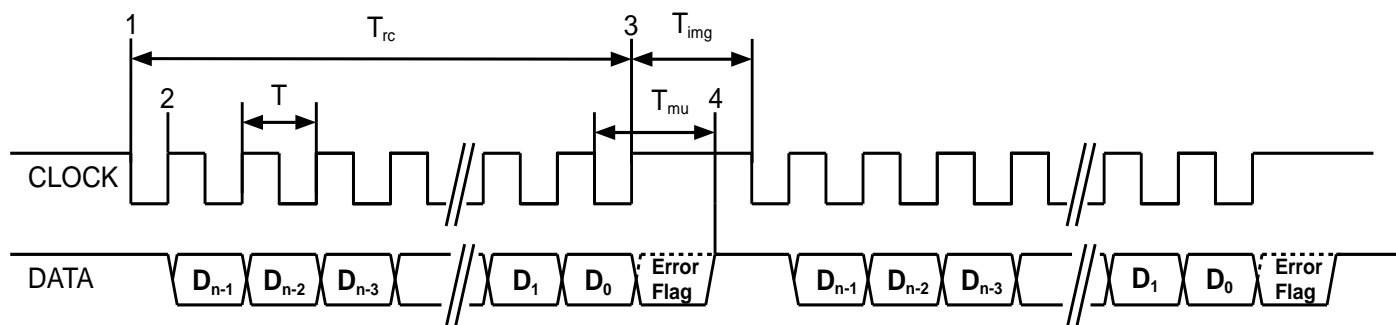 1 T_rc 3 T_img
2 T T_mu 4
CLOCK
DATA D_n-1 D_n-2 D_n-3 D_1 D_0 Error Flag D_n-1 D_n-2 D_n-3 D_1 D_0 Error Flag